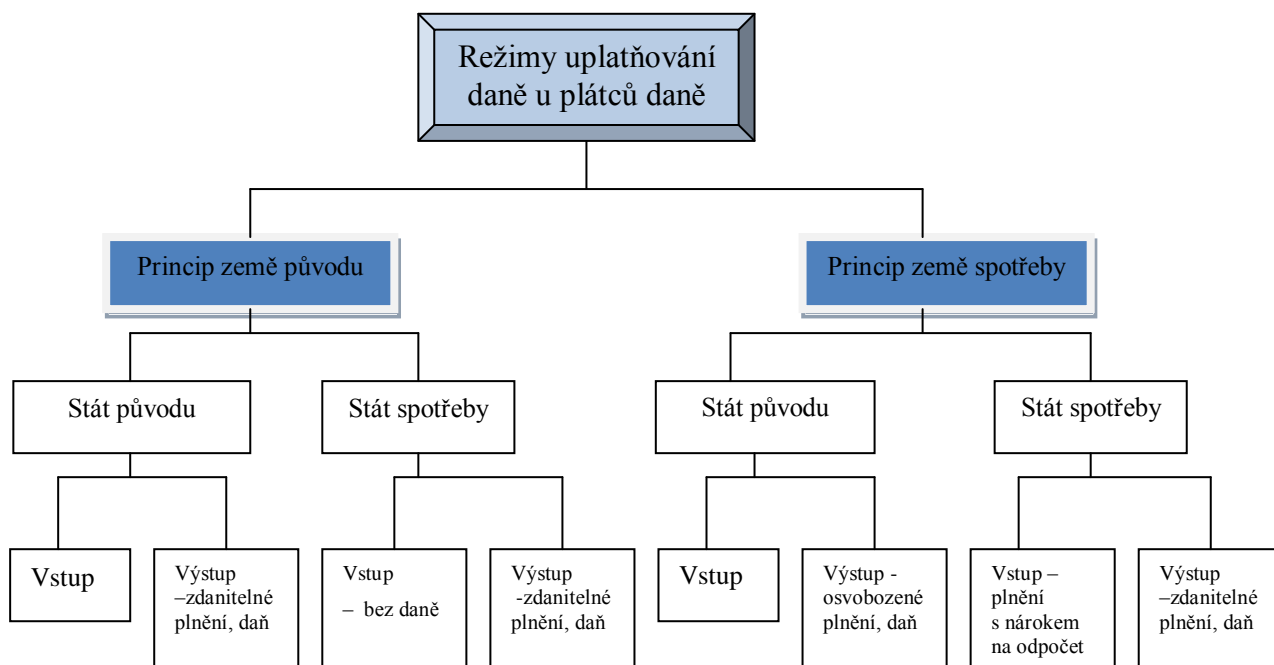 Režimy uplatňování
daně u plátců daně
Princip země původu
Princip země spotřeby
Stát původu
Stát spotřeby
Stát původu
Stát spotřeby
Vstup
Výstup
–zdanitelné
plnění, daň
Vstup
– bez daně
Výstup
-zdanitelné
plnění, daň
Vstup
Výstup -
osvobozené
plnění, daň
Vstup –
plnění
s nárokem
na odpočet
Výstup
–zdanitelné
plnění, daň